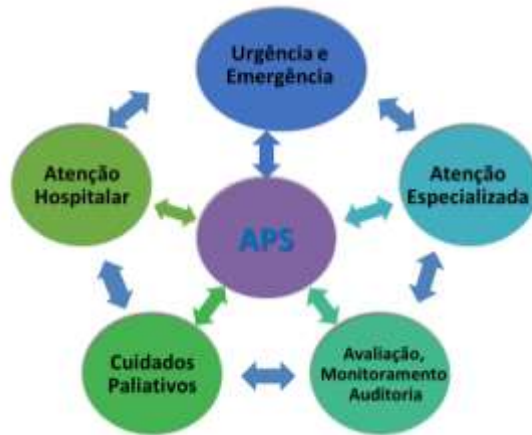 Urgência e
Emergência
Atenção
Hospitalar
Atenção
Especializada
APS
Cuidados
Paliativos
Avaliação,
Monitoramento
Auditoria